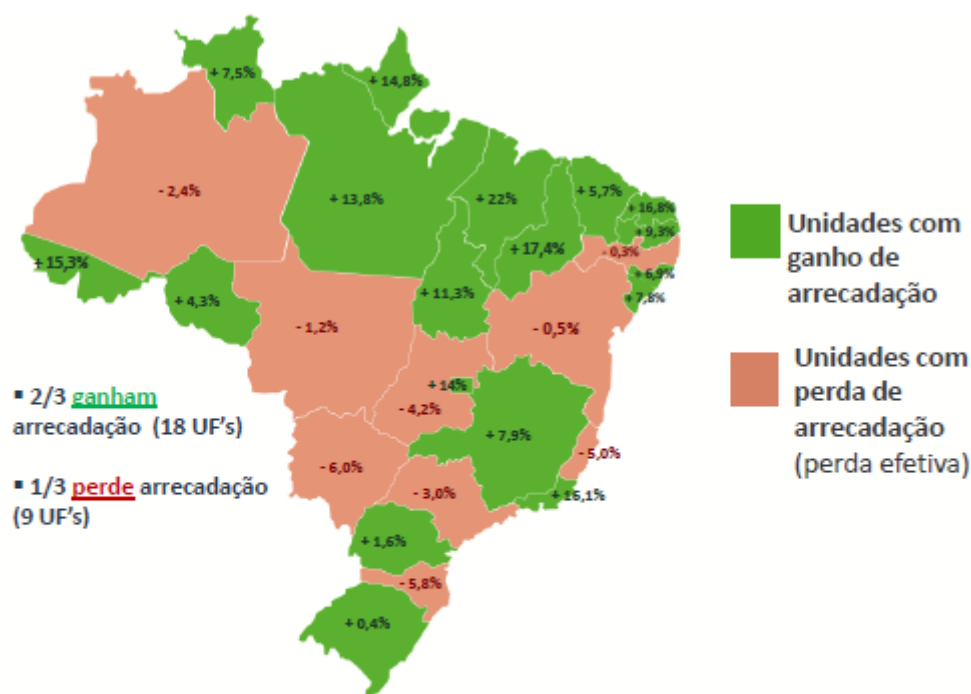 + 7,5%
+ 14,8%
- 2,4%
+ 13,8%
+ 22%
+ 5,7%
+ 16,8%
+ 9,3%
- 0,3%
+ 17,4%
+ 6,9%
+ 7,8%
+ 15,3%
+ 4,3%
+ 11,3%
- 1,2%
- 0,5%
+ 14%
- 4,2%
+ 7,9%
- 5,0%
- 6,0%
- 3,0%
+ 16,1%
+ 1,6%
- 5,8%
+ 0,4%
▪ 2/3 ganham
arrecadação (18 UF's)
▪ 1/3 perde arrecadação
(9 UF's)
Unidades com
ganho de
arrecadação
Unidades com
perda de
arrecadação
(perda efetiva)